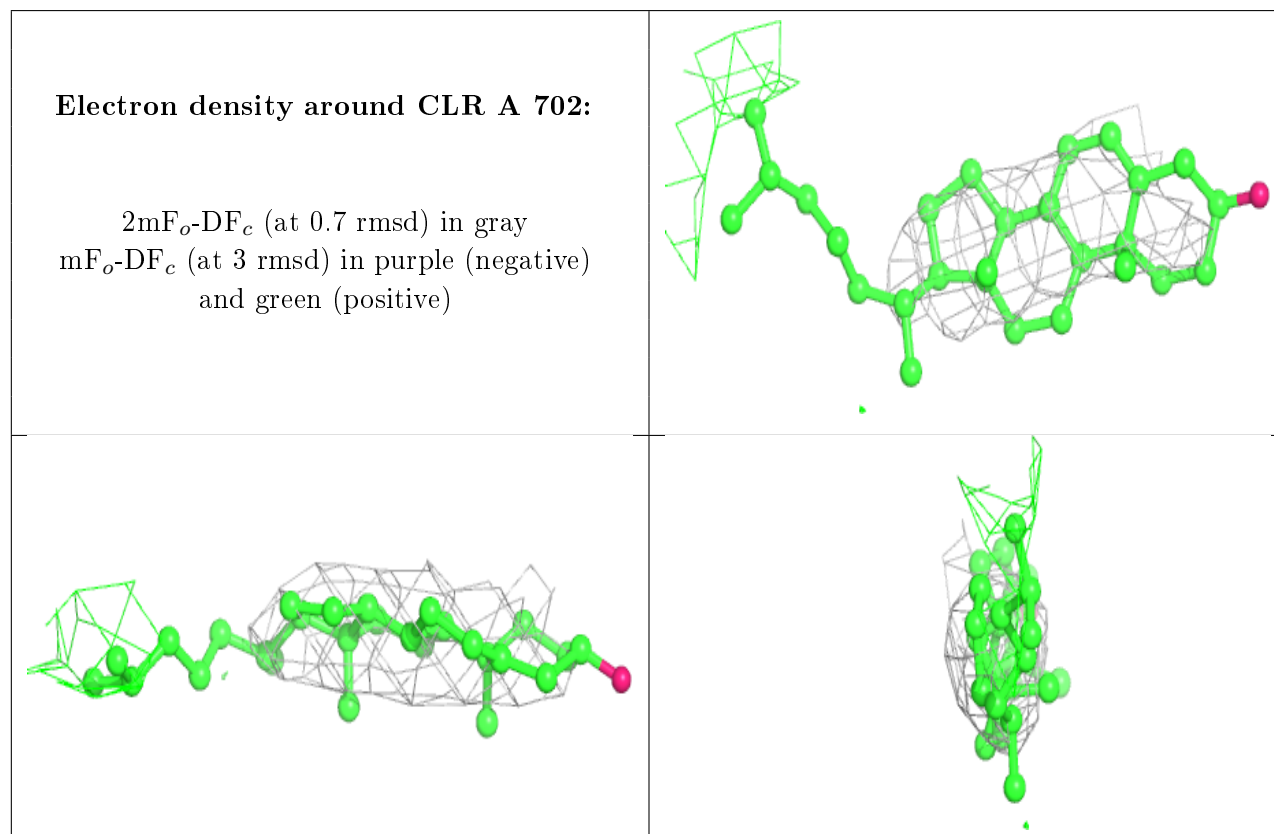 Electron density around CLR A 702:
2mFₒ-DF𝒸 (at 0.7 rmsd) in gray
mFₒ-DF𝒸 (at 3 rmsd) in purple (negative)
and green (positive)